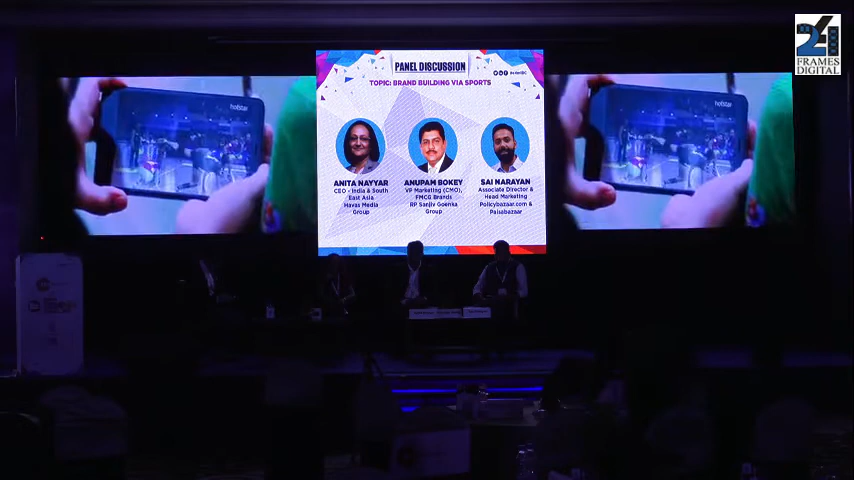 24
FRAMES
DIGITAL
PANEL DISCUSSION
TOPIC: BRAND BUILDING VIA SPORTS
hotstar
hotstar
ANITA NAYYAR
CEO - India & South
East Asia
Havas Media
Group
ANUPAM BOKEY
VP Marketing (CMO),
FMCG Brands
RP Sanjiv Goenka
Group
SAI NARAYAN
Associate Director &
Head Marketing
Policybazaar.com &
Paisabazaar